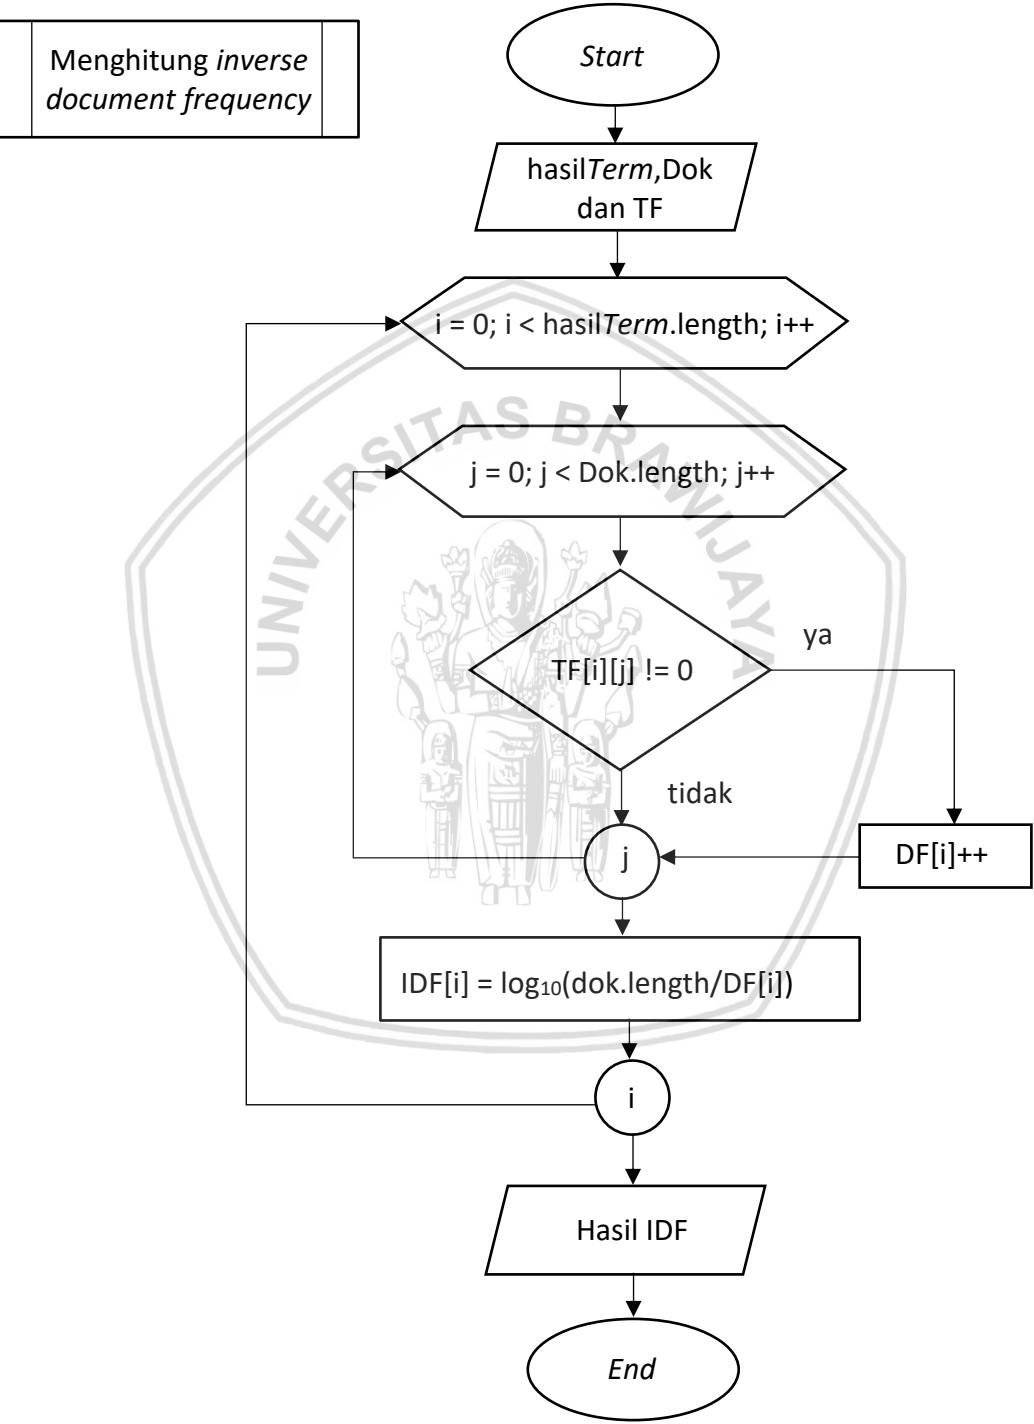 Menghitung inverse
document frequency
Start
hasilTerm,Dok
dan TF
i = 0; i < hasilTerm.length; i++
UNIVERSITAS BRAWIJAYA
j = 0; j < Dok.length; j++
TF[i][j] != 0
ya
tidak
j
DF[i]++
IDF[i] = log₁₀(dok.length/DF[i])
i
Hasil IDF
End